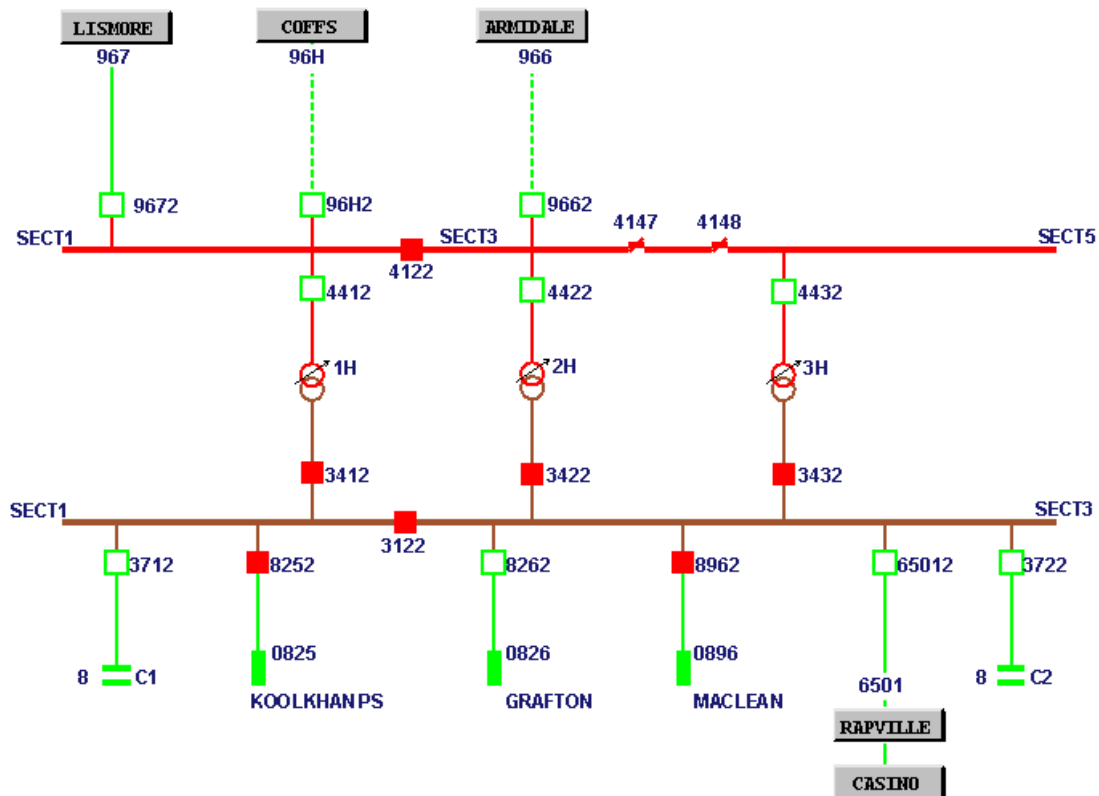 LISMORE COFFS ARMIDALE
967 96H 966
9672 96H2 9662
4147 4148
SECT1 SECT3 SECT5
4122
4412 4422 4432
1H 2H 3H
3412 3422 3432
SECT1 SECT3
3122
3712 8252 8262 8962 65012 3722
0825 0826 0896
8 C1 6501 8 C2
KOOLKHAN PS GRAFTON MACLEAN
RAPVILLE
CASINO